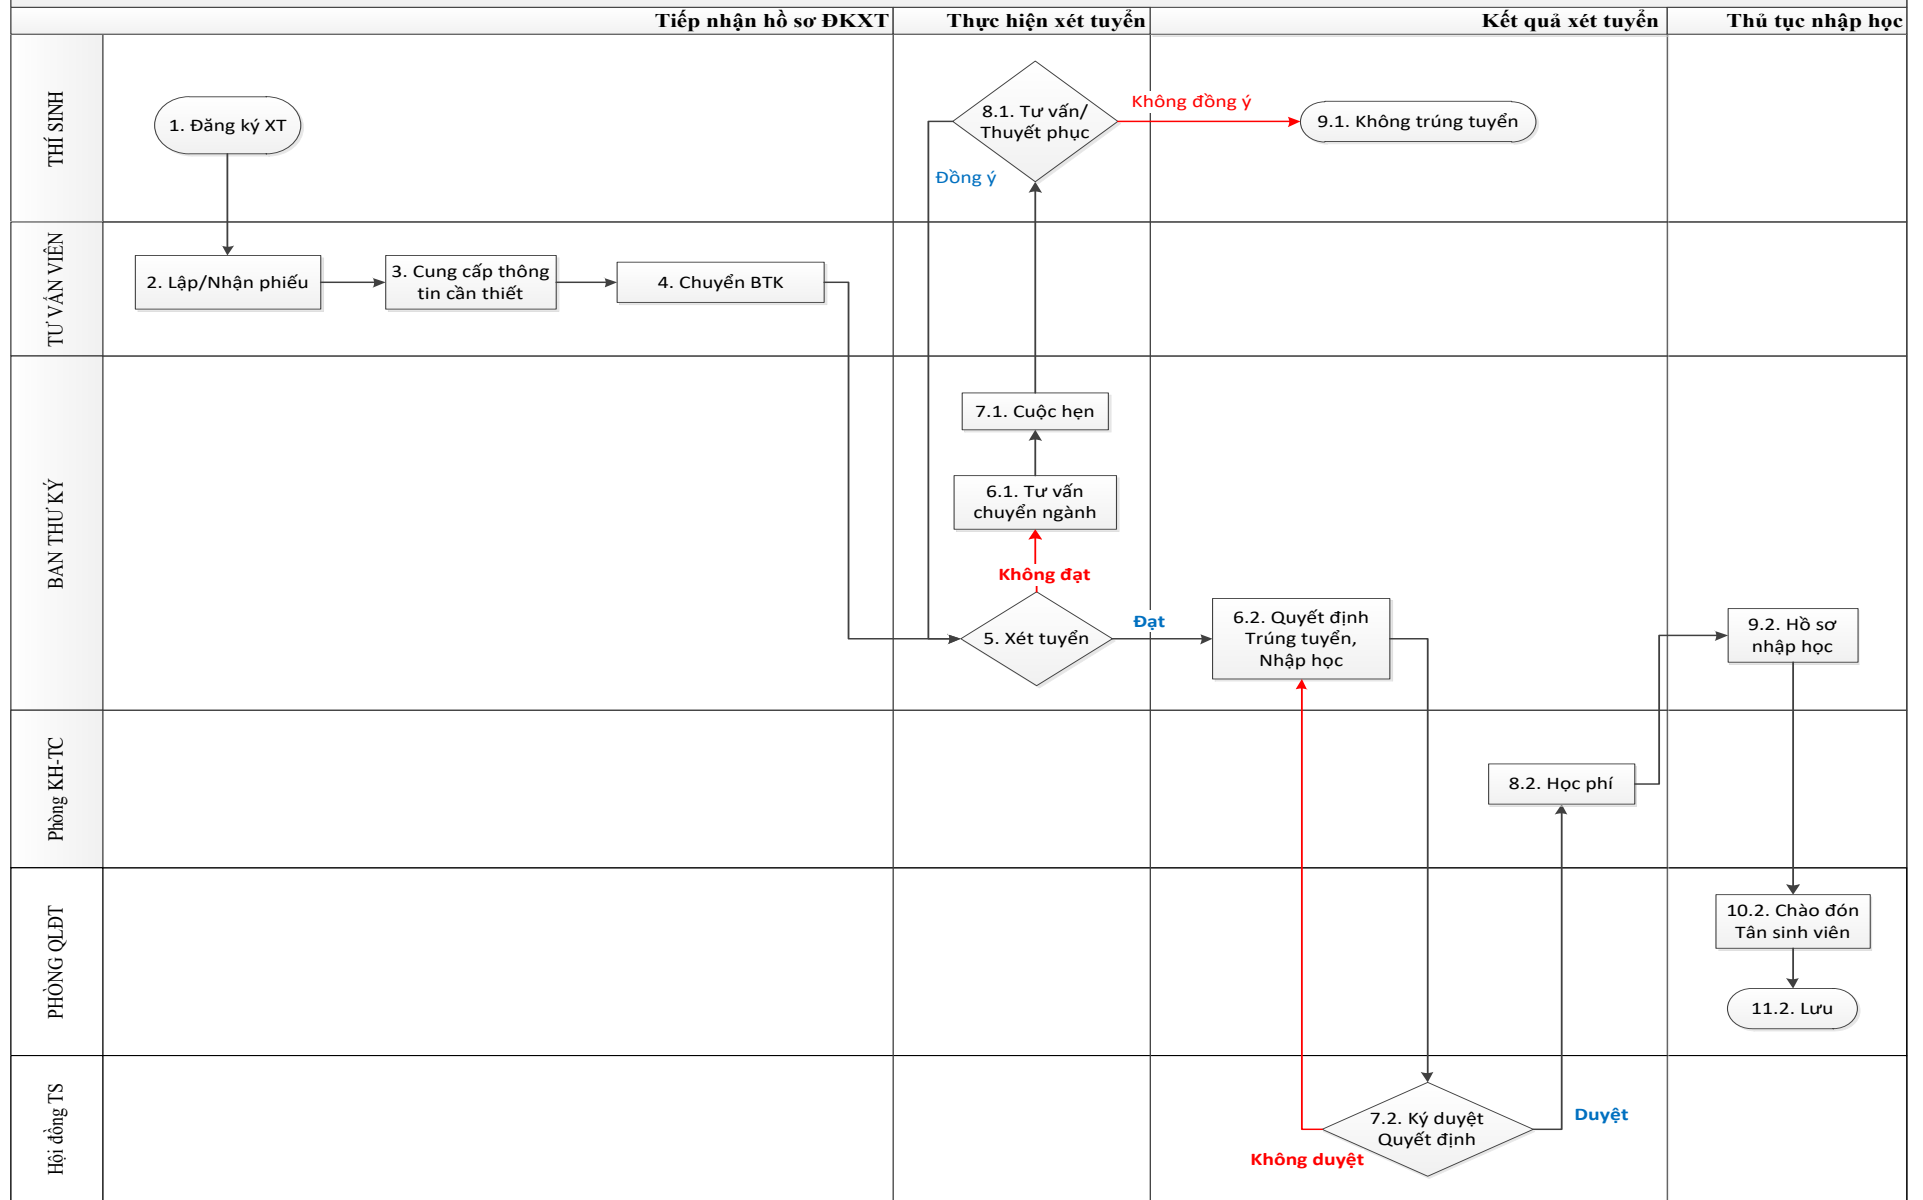 Tiếp nhận hồ sơ ĐKXT
Thực hiện xét tuyển
Kết quả xét tuyển
Thủ tục nhập học
THÍ SINH
1. Đăng ký XT
8.1. Tư vấn/
Thuyết phục
Không đồng ý
9.1. Không trúng tuyển
Đồng ý
TƯ VẤN VIÊN
2. Lập/Nhận phiếu
3. Cung cấp thông
tin cần thiết
4. Chuyển BTK
BAN THƯ KÝ
7.1. Cuộc hẹn
6.1. Tư vấn
chuyển ngành
Không đạt
5. Xét tuyển
Đạt
6.2. Quyết định
Trúng tuyển,
Nhập học
9.2. Hồ sơ
nhập học
Phòng KH-TC
8.2. Học phí
PHÒNG QLĐT
10.2. Chào đón
Tân sinh viên
11.2. Lưu
Hội đồng TS
7.2. Ký duyệt
Quyết định
Duyệt
Không duyệt